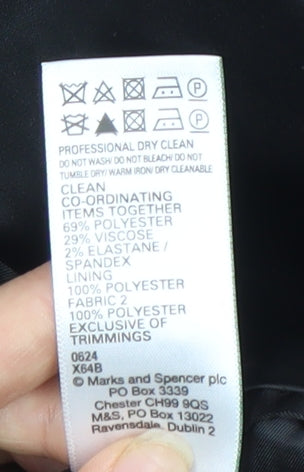 P
P
PROFESSIONAL DRY CLEAN
DO NOT WASH/ DO NOT BLEACH/ DO NOT
TUMBLE DRY/ WARM IRON/ DRY CLEANABLE
CLEAN
CO-ORDINATING
ITEMS TOGETHER
69% POLYESTER
29% VISCOSE
2% ELASTANE /
SPANDEX
LINING
100% POLYESTER
FABRIC 2
100% POLYESTER
EXCLUSIVE OF
TRIMMINGS
0624
X64B
© Marks and Spencer plc
PO Box 3339
Chester CH99 9QS
M&S, PO Box 13022
Ravensdale, Dublin 2